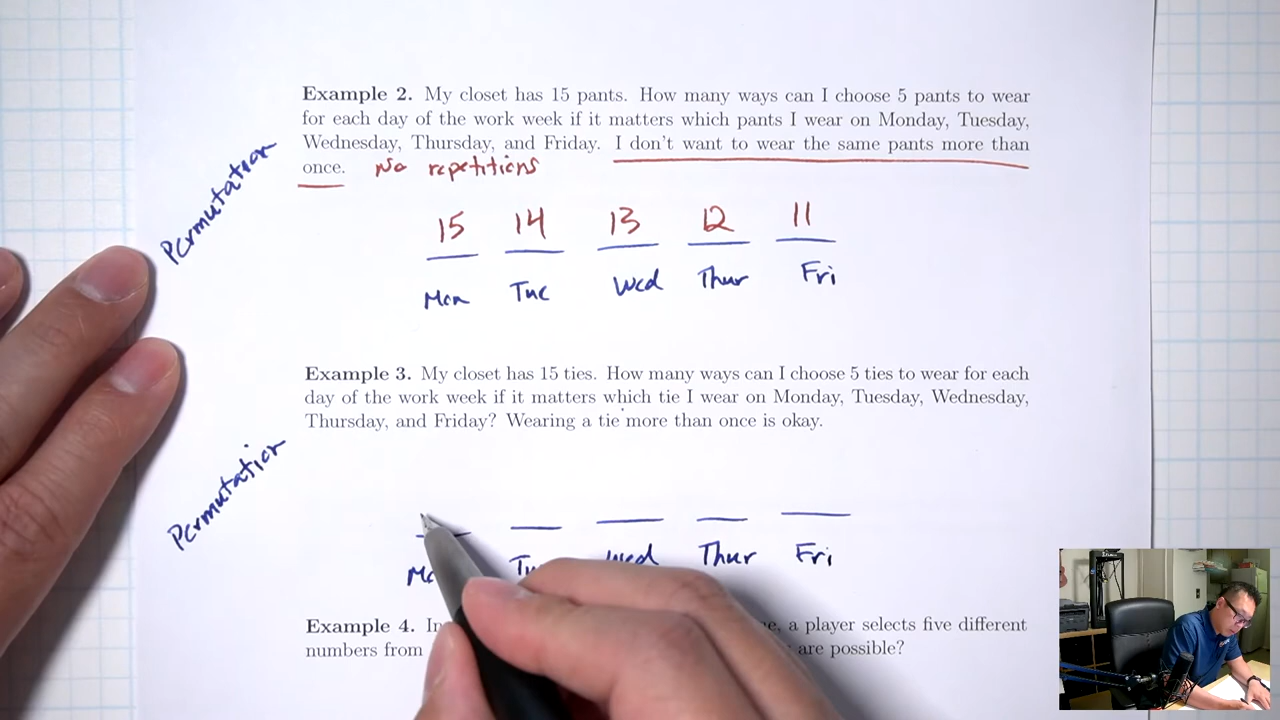 Example 2. My closet has 15 pants. How many ways can I choose 5 pants to wear
for each day of the work week if it matters which pants I wear on Monday, Tuesday,
Wednesday, Thursday, and Friday. I don't want to wear the same pants more than
once. No repetitions
Permutation
15 14 13 12 11
Mon Tue Wed Thur Fri
Example 3. My closet has 15 ties. How many ways can I choose 5 ties to wear for each
day of the work week if it matters which tie I wear on Monday, Tuesday, Wednesday,
Thursday, and Friday? Wearing a tie more than once is okay.
Permutation
Wed Thur Fri
Example 4. a player selects five different
numbers from are possible?